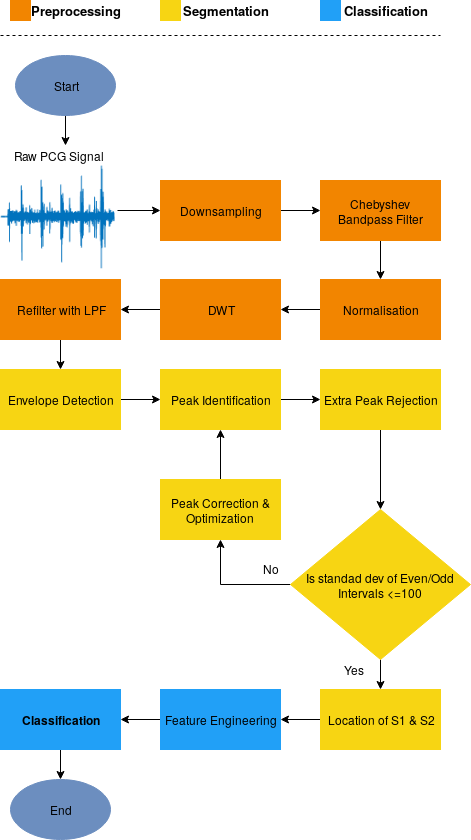 Preprocessing
Segmentation
Classification
Start
Raw PCG Signal
Downsampling
Chebyshev
Bandpass Filter
Refilter with LPF
DWT
Normalisation
Envelope Detection
Peak Identification
Extra Peak Rejection
Peak Correction &
Optimization
No
Is standad dev of Even/Odd
Intervals <=100
Yes
Classification
Feature Engineering
Location of S1 & S2
End